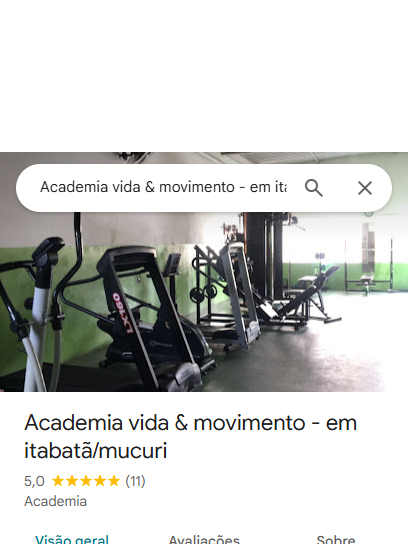 Academia vida & movimento - em ita
LX160
Academia vida & movimento - em
itabatã/mucuri
5,0 (11)
Academia
Visão geral Avaliações Sobre